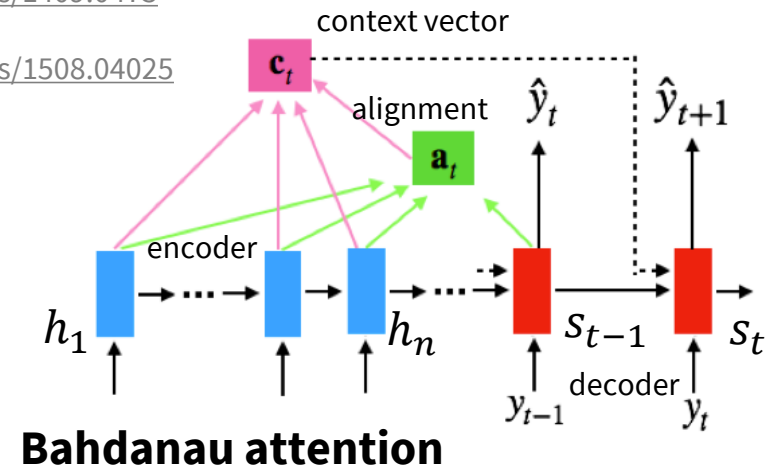 s/1508.04025
context vector
c_t
alignment
a_t
ŷ_t
ŷ_{t+1}
encoder
h_1
h_n
s_{t-1}
s_t
decoder
y_{t-1}
y_t
Bahdanau attention